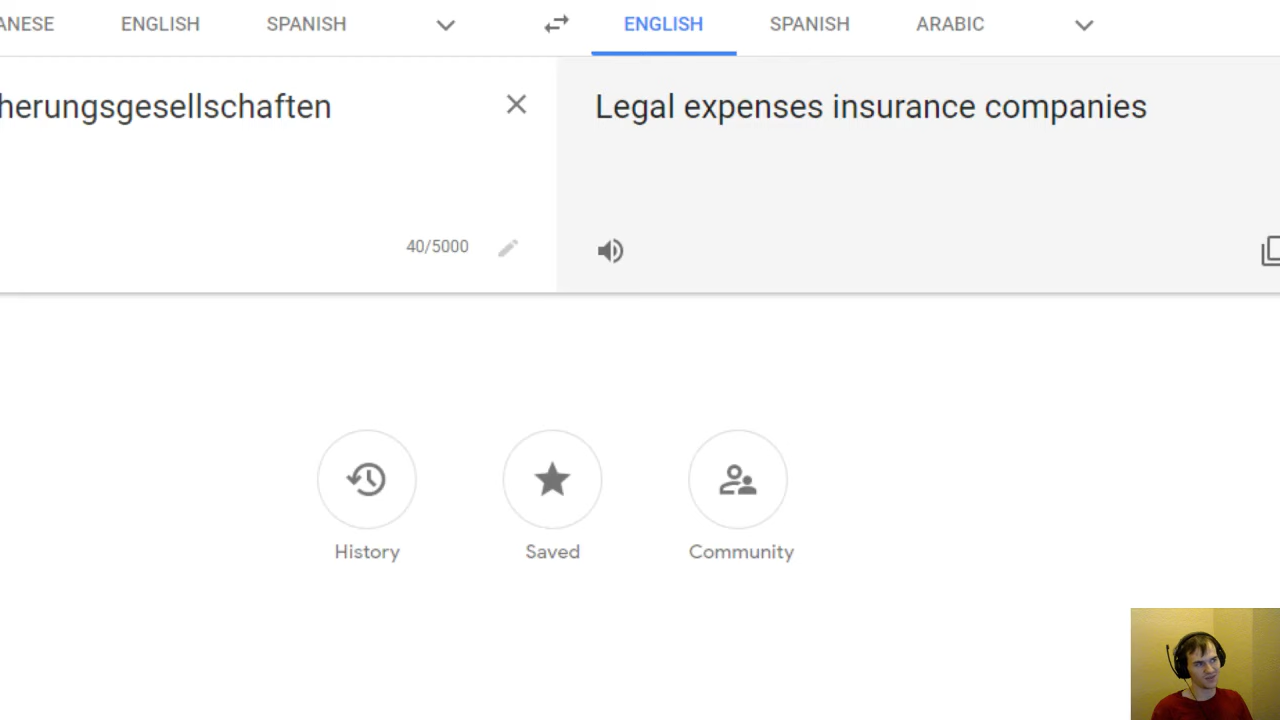 ANESE ENGLISH SPANISH ENGLISH SPANISH ARABIC
herungsgesellschaften
Legal expenses insurance companies
40/5000
History Saved Community